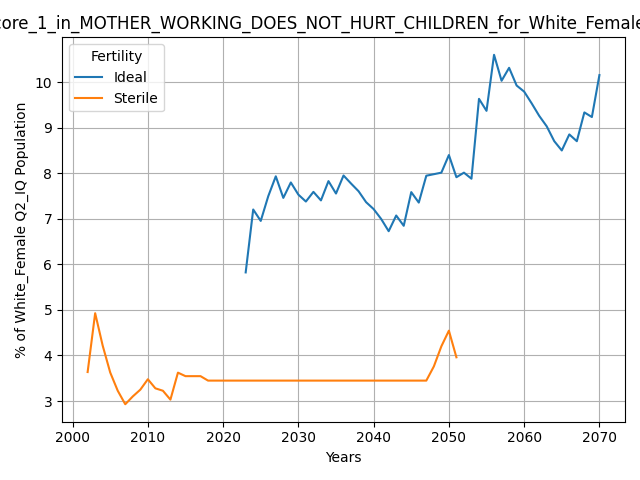 core_1_in_MOTHER_WORKING_DOES_NOT_HURT_CHILDREN_for_White_Female
Fertility
Ideal
Sterile
% of White_Female Q2_IQ Population
10
9
8
7
6
5
4
3
2000 2010 2020 2030 2040 2050 2060 2070
Years